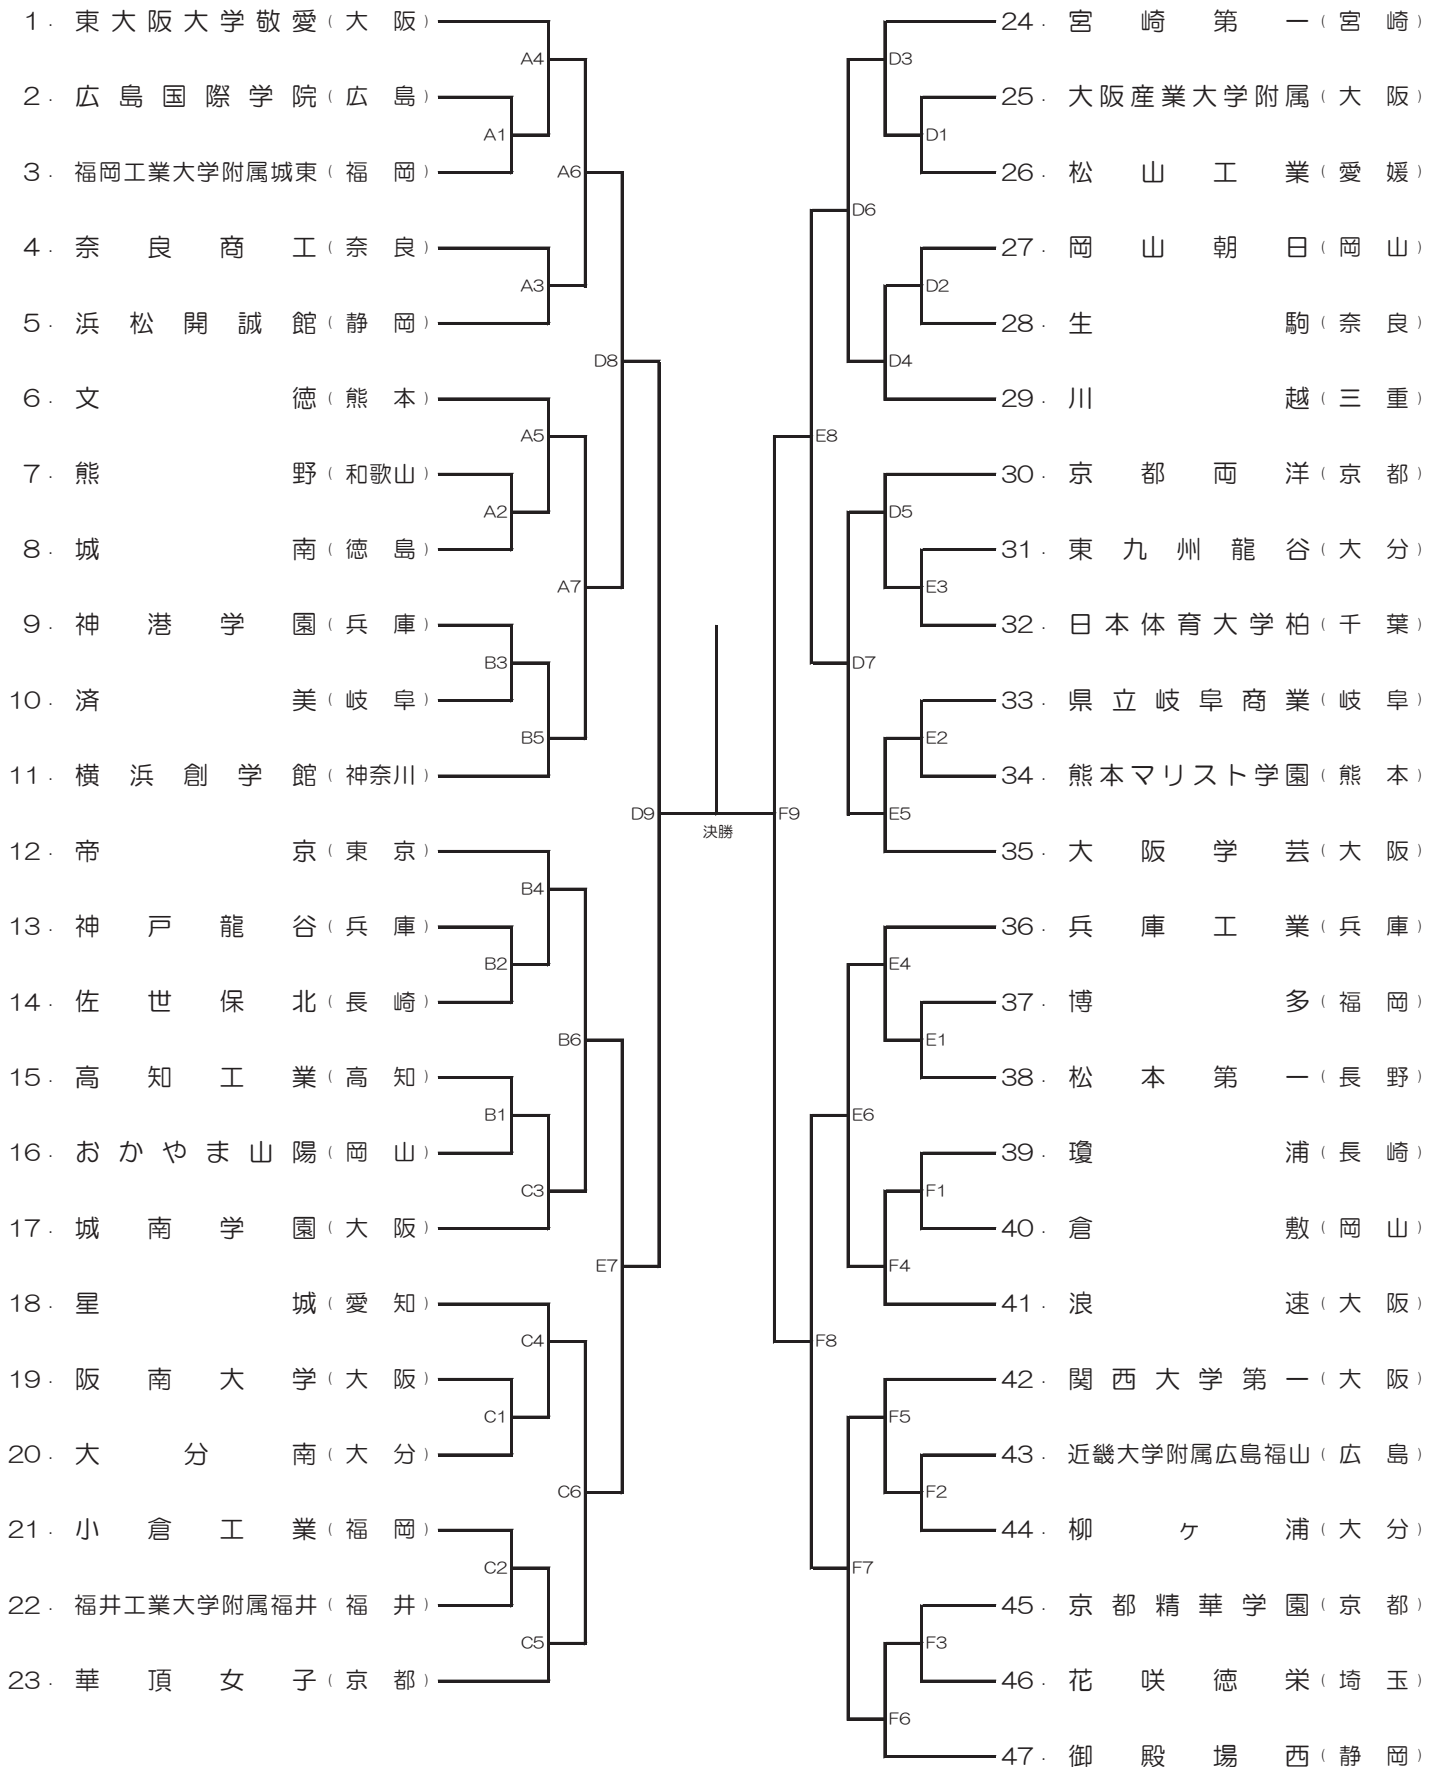 1. 東大阪大学敬愛（大阪）
A4
2. 広島国際学院（広島）
A1
3. 福岡工業大学附属城東（福岡）
A6
4. 奈良商工（奈良）
A3
5. 浜松開誠館（静岡）
D8
6. 文徳（熊本）
A5
7. 熊野（和歌山）
A2
8. 城南（徳島）
A7
9. 神港学園（兵庫）
B3
10. 済美（岐阜）
B5
11. 横浜創学館（神奈川）
D9
12. 帝京（東京）
B4
13. 神戸龍谷（兵庫）
B2
14. 佐世保北（長崎）
B6
15. 高知工業（高知）
B1
16. おかやま山陽（岡山）
C3
17. 城南学園（大阪）
E7
18. 星城（愛知）
C4
19. 阪南大学（大阪）
C1
20. 大分南（大分）
C6
21. 小倉工業（福岡）
C2
22. 福井工業大学附属福井（福井）
C5
23. 華頂女子（京都）
決勝
24. 宮崎第一（宮崎）
D3
25. 大阪産業大学附属（大阪）
D1
26. 松山工業（愛媛）
D6
27. 岡山朝日（岡山）
D2
28. 生駒（奈良）
D4
29. 川越（三重）
E8
30. 京都両洋（京都）
D5
31. 東九州龍谷（大分）
E3
32. 日本体育大学柏（千葉）
D7
33. 県立岐阜商業（岐阜）
E2
34. 熊本マリスト学園（熊本）
E5
F9
35. 大阪学芸（大阪）
36. 兵庫工業（兵庫）
E4
37. 博多（福岡）
E1
38. 松本第一（長野）
E6
39. 瓊浦（長崎）
F1
40. 倉敷（岡山）
F4
41. 浪速（大阪）
F8
42. 関西大学第一（大阪）
F5
43. 近畿大学附属広島福山（広島）
F2
44. 柳ヶ浦（大分）
F7
45. 京都精華学園（京都）
F3
46. 花咲徳栄（埼玉）
F6
47. 御殿場西（静岡）